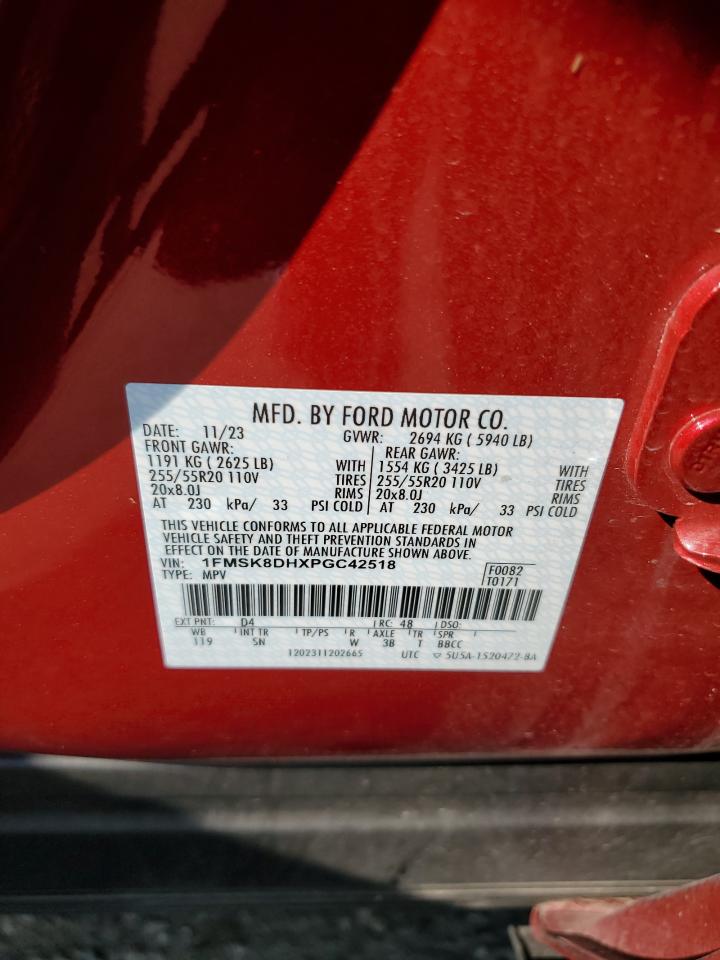 MFD. BY FORD MOTOR CO.
DATE: 11/23 GVWR: 2694 KG ( 5940 LB)
FRONT GAWR: REAR GAWR:
1191 KG ( 2625 LB) WITH 1554 KG ( 3425 LB) WITH
255/55R20 110V TIRES 255/55R20 110V TIRES
20x8.0J RIMS 20x8.0J RIMS
AT 230 kPa/ 33 PSI COLD AT 230 kPa/ 33 PSI COLD
THIS VEHICLE CONFORMS TO ALL APPLICABLE FEDERAL MOTOR
VEHICLE SAFETY AND THEFT PREVENTION STANDARDS IN
EFFECT ON THE DATE OF MANUFACTURE SHOWN ABOVE.
VIN: 1FMSK8DHXPGC42518 F0082
TYPE: MPV T0171
EXT PNT: D4 RC: 48 DSO:
WB INT TR TP/PS R AXLE TR SPR
119 SN W 3B T BBCC
1202311202665 UTC ▽ 5U5A-1520472-BA